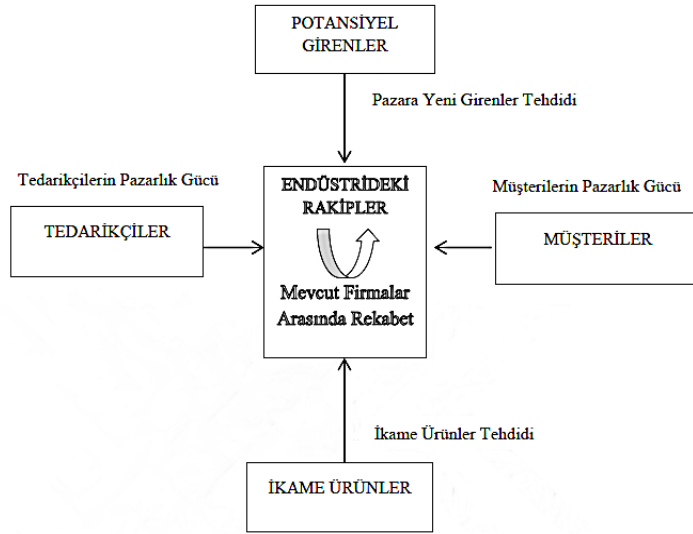 POTANSİYEL
GİRENLER
Pazara Yeni Girenler Tehdidi
Tedarikçilerin Pazarlık Gücü
TEDARİKÇİLER
ENDÜSTRİDEKİ
RAKİPLER
Mevcut Firmalar
Arasında Rekabet
Müşterilerin Pazarlık Gücü
MÜŞTERİLER
İkame Ürünler Tehdidi
İKAME ÜRÜNLER